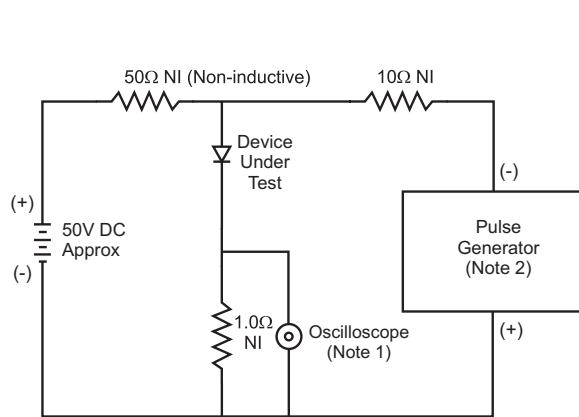 50Ω NI (Non-inductive)
10Ω NI
Device
Under
Test
(-)
(+)
50V DC
Approx
(-)
Pulse
Generator
(Note 2)
1.0Ω
NI
Oscilloscope
(Note 1)
(+)